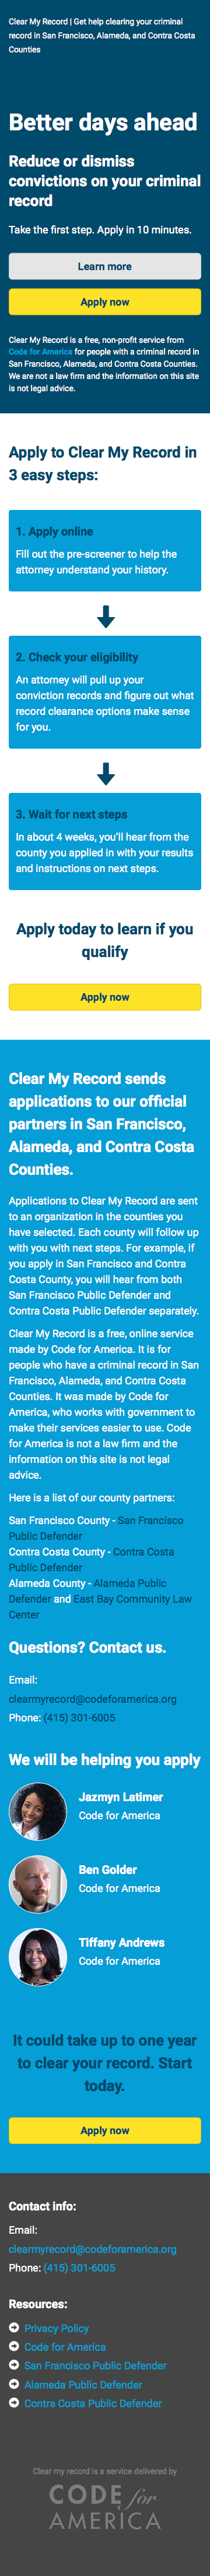 Clear My Record | Get help clearing your criminal
record in San Francisco, Alameda, and Contra Costa
Counties
Better days ahead
Reduce or dismiss
convictions on your criminal
record
Take the first step. Apply in 10 minutes.
Learn more
Apply now
Clear My Record is a free, non-profit service from
Code for America for people with a criminal record in
San Francisco, Alameda, and Contra Costa Counties.
We are not a law firm and the information on this site
is not legal advice.
Apply to Clear My Record in
3 easy steps:
1. Apply online
Fill out the pre-screener to help the
attorney understand your history.
2. Check your eligibility
An attorney will pull up your
conviction records and figure out what
record clearance options make sense
for you.
3. Wait for next steps
In about 4 weeks, you'll hear from the
county you applied in with your results
and instructions on next steps.
Apply today to learn if you
qualify
Apply now
Clear My Record sends
applications to our official
partners in San Francisco,
Alameda, and Contra Costa
Counties.
Applications to Clear My Record are sent
to an organization in the counties you
have selected. Each county will follow up
with you with next steps. For example, if
you apply in San Francisco and Contra
Costa County, you will hear from both
San Francisco Public Defender and
Contra Costa Public Defender separately.
Clear My Record is a free, online service
made by Code for America. It is for
people who have a criminal record in San
Francisco, Alameda, and Contra Costa
Counties. It was made by Code for
America, who works with government to
make their services easier to use. Code
for America is not a law firm and the
information on this site is not legal
advice.
Here is a list of our county partners:
San Francisco County - San Francisco
Public Defender
Contra Costa County - Contra Costa
Public Defender
Alameda County - Alameda Public
Defender and East Bay Community Law
Center
Questions? Contact us.
Email:
clearmyrecord@codeforamerica.org
Phone: (415) 301-6005
We will be helping you apply
Jazmyn Latimer
Code for America
Ben Golder
Code for America
Tiffany Andrews
Code for America
It could take up to one year
to clear your record. Start
today.
Apply now
Contact info:
Email:
clearmyrecord@codeforamerica.org
Phone: (415) 301-6005
Resources:
Privacy Policy
Code for America
San Francisco Public Defender
Alameda Public Defender
Contra Costa Public Defender
Clear my record is a service delivered by
CODE for
AMERICA